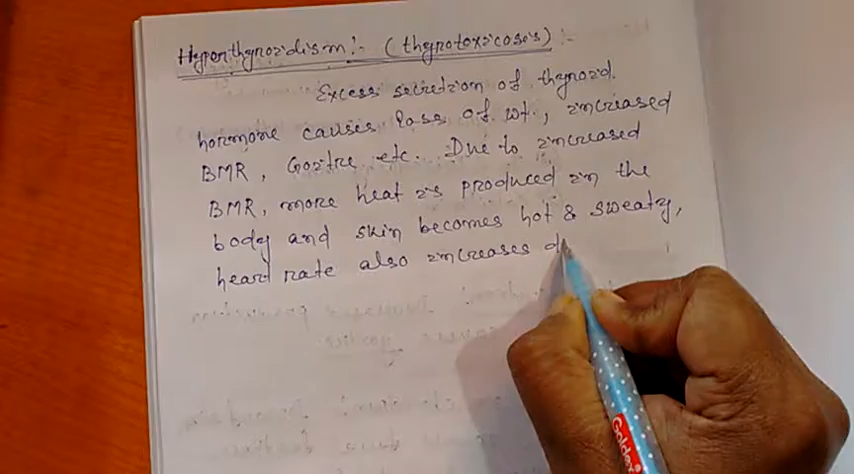 Hyperthyroidism:- (thyrotoxicosis) :-
Excess secretion of thyroid
hormone causes loss of wt., increased
BMR, Goitre etc. Due to increased
BMR, more heat is produced in the
body and skin becomes hot & sweaty,
heart rate also increases d
Goldex